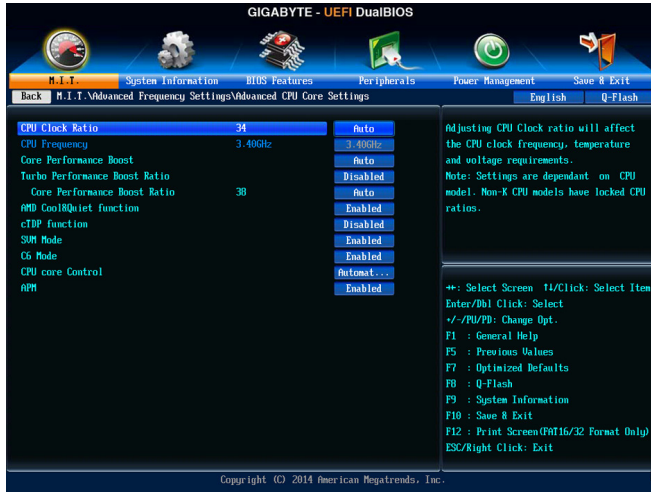 GIGABYTE - UEFI DualBIOS
M.I.T. System Information BIOS Features Peripherals Power Management Save & Exit
Back M.I.T.\Advanced Frequency Settings\Advanced CPU Core Settings English Q-Flash
CPU Clock Ratio 34 Auto
CPU Frequency 3.40GHz 3.40GHz
Core Performance Boost Auto
Turbo Performance Boost Ratio Disabled
Core Performance Boost Ratio 38 Auto
AMD Cool&Quiet function Enabled
cTDP function Disabled
SVM Mode Enabled
C6 Mode Enabled
CPU core Control Automat...
APM Enabled
Adjusting CPU Clock ratio will affect
the CPU clock frequency, temperature
and voltage requirements.
Note: Settings are dependant on CPU
model. Non-K CPU models have locked CPU
ratios.
→←: Select Screen ↑↓/Click: Select Item
Enter/Dbl Click: Select
+/-/PU/PD: Change Opt.
F1 : General Help
F5 : Previous Values
F7 : Optimized Defaults
F8 : Q-Flash
F9 : System Information
F10 : Save & Exit
F12 : Print Screen(FAT16/32 Format Only)
ESC/Right Click: Exit
Copyright (C) 2014 American Megatrends, Inc.